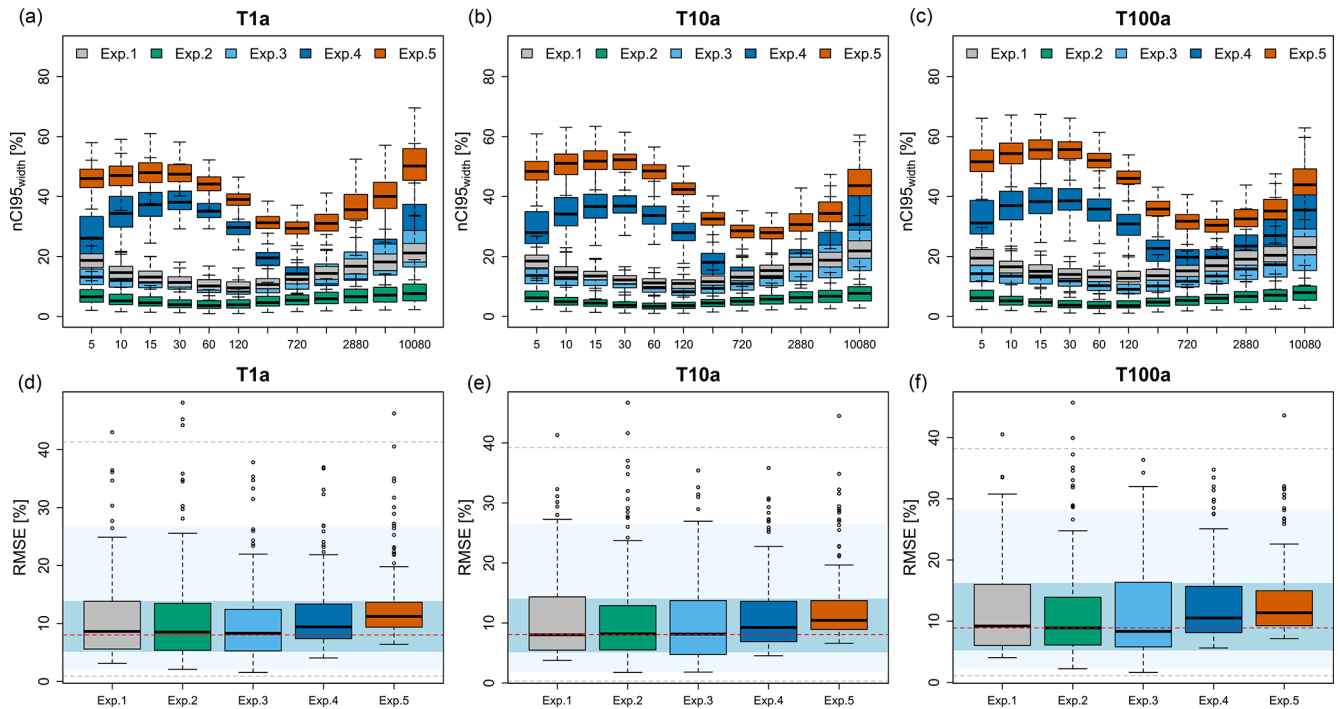 (a) T1a
Exp.1 Exp.2 Exp.3 Exp.4 Exp.5
nCI95width [%]
80
60
40
20
0
5 10 15 30 60 120 720 2880 10080
(b) T10a
Exp.1 Exp.2 Exp.3 Exp.4 Exp.5
nCI95width [%]
80
60
40
20
0
5 10 15 30 60 120 720 2880 10080
(c) T100a
Exp.1 Exp.2 Exp.3 Exp.4 Exp.5
nCI95width [%]
80
60
40
20
0
5 10 15 30 60 120 720 2880 10080
(d) T1a
RMSE [%]
40
30
20
10
0
Exp.1 Exp.2 Exp.3 Exp.4 Exp.5
(e) T10a
RMSE [%]
40
30
20
10
0
Exp.1 Exp.2 Exp.3 Exp.4 Exp.5
(f) T100a
RMSE [%]
40
30
20
10
0
Exp.1 Exp.2 Exp.3 Exp.4 Exp.5